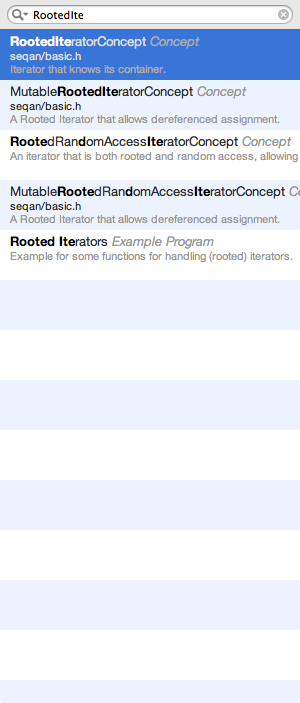 RootedIte
RootedIteratorConcept Concept
seqan/basic.h
Iterator that knows its container.
MutableRootedIteratorConcept Concept
seqan/basic.h
A Rooted Iterator that allows dereferenced assignment.
RootedRandomAccessIteratorConcept Concept
An iterator that is both rooted and random access, allowing
MutableRootedRandomAccessIteratorConcept Co
seqan/basic.h
A Rooted Iterator that allows dereferenced assignment.
Rooted Iterators Example Program
Example for some functions for handling (rooted) iterators.